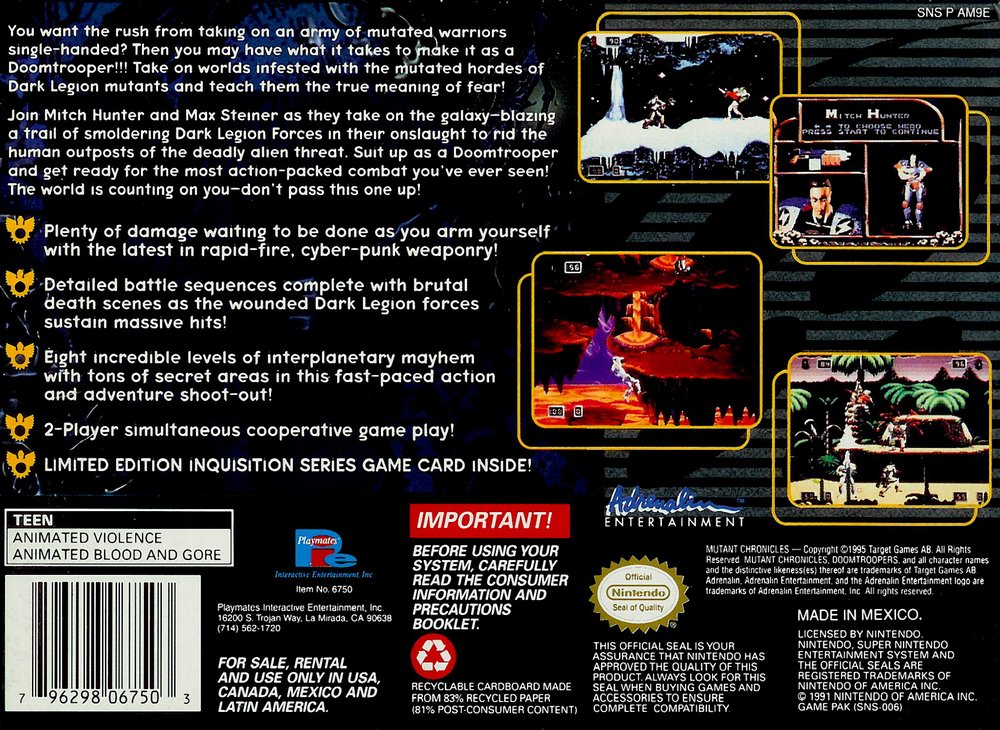 SNS P AM9E
You want the rush from taking on an army of mutated warriors
single-handed? Then you may have what it takes to make it as a
Doomtrooper!!! Take on worlds infested with the mutated hordes of
Dark Legion mutants and teach them the true meaning of fear!
Join Mitch Hunter and Max Steiner as they take on the galaxy-blazing
a trail of smoldering Dark Legion Forces in their onslaught to rid the
human outposts of the deadly alien threat. Suit up as a Doomtrooper
and get ready for the most action-packed combat you've ever seen!
The world is counting on you-don't pass this one up!
Plenty of damage waiting to be done as you arm yourself
with the latest in rapid-fire, cyber-punk weaponry!
Detailed battle sequences complete with brutal
death scenes as the wounded Dark Legion forces
sustain massive hits!
Eight incredible levels of interplanetary mayhem
with tons of secret areas in this fast-paced action
and adventure shoot-out!
2-Player simultaneous cooperative game play!
LIMITED EDITION INQUISITION SERIES GAME CARD INSIDE!
90
MITCH HUNTER
TO CHOOSE HERO
PRESS START TO CONTINUE
56
100 0
84 96
TEEN
ANIMATED VIOLENCE
ANIMATED BLOOD AND GORE
7 96298 06750 3
Playmates
Interactive Entertainment, Inc.
Item No. 6750
Playmates Interactive Entertainment, Inc.
16200 S. Trojan Way, La Mirada, CA 90638
(714) 562-1720
FOR SALE, RENTAL
AND USE ONLY IN USA,
CANADA, MEXICO AND
LATIN AMERICA.
IMPORTANT!
BEFORE USING YOUR
SYSTEM, CAREFULLY
READ THE CONSUMER
INFORMATION AND
PRECAUTIONS
BOOKLET.
RECYCLABLE CARDBOARD MADE
FROM 83% RECYCLED PAPER
(81% POST-CONSUMER CONTENT)
Adrenalin ™
ENTERTAINMENT
Official
Nintendo
Seal of Quality
®
THIS OFFICIAL SEAL IS YOUR
ASSURANCE THAT NINTENDO HAS
APPROVED THE QUALITY OF THIS
PRODUCT. ALWAYS LOOK FOR THIS
SEAL WHEN BUYING GAMES AND
ACCESSORIES TO ENSURE
COMPLETE COMPATIBILITY.
MUTANT CHRONICLES — Copyright ©1995 Target Games AB. All Rights
Reserved. MUTANT CHRONICLES, DOOMTROOPERS, and all character names
and the distinctive likeness(es) thereof are trademarks of Target Games AB
Adrenalin, Adrenalin Entertainment, and the Adrenalin Entertainment logo are
trademarks of Adrenalin Entertainment, Inc. All rights reserved.
MADE IN MEXICO.
LICENSED BY NINTENDO.
NINTENDO, SUPER NINTENDO
ENTERTAINMENT SYSTEM AND
THE OFFICIAL SEALS ARE
REGISTERED TRADEMARKS OF
NINTENDO OF AMERICA INC.
© 1991 NINTENDO OF AMERICA INC.
GAME PAK (SNS-006)